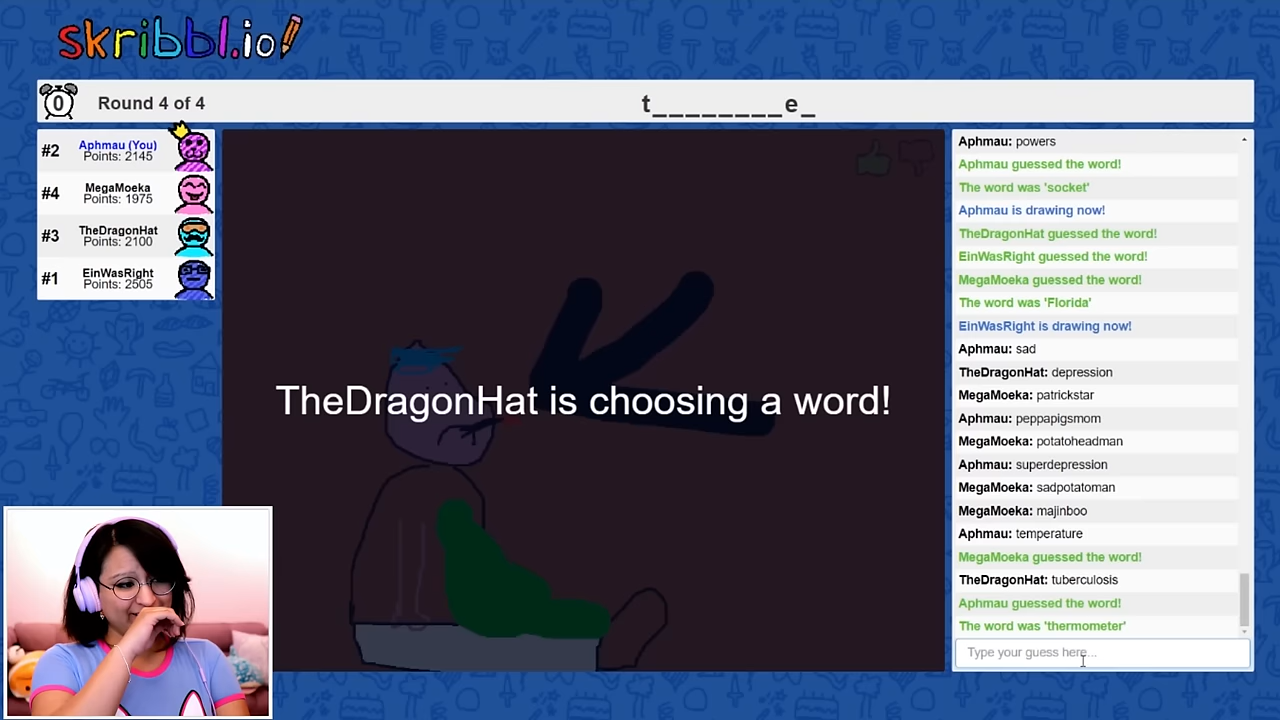 skribbl.io
0
Round 4 of 4
t________e_
#2
Aphmau (You)
Points: 2145
#4
MegaMoeka
Points: 1975
#3
TheDragonHat
Points: 2100
#1
EinWasRight
Points: 2505
TheDragonHat is choosing a word!
Aphmau: powers
Aphmau guessed the word!
The word was 'socket'
Aphmau is drawing now!
TheDragonHat guessed the word!
EinWasRight guessed the word!
MegaMoeka guessed the word!
The word was 'Florida'
EinWasRight is drawing now!
Aphmau: sad
TheDragonHat: depression
MegaMoeka: patrickstar
Aphmau: peppapigsmom
MegaMoeka: potatoheadman
Aphmau: superdepression
MegaMoeka: sadpotatoman
MegaMoeka: majinboo
Aphmau: temperature
MegaMoeka guessed the word!
TheDragonHat: tuberculosis
Aphmau guessed the word!
The word was 'thermometer'
Type your guess here...